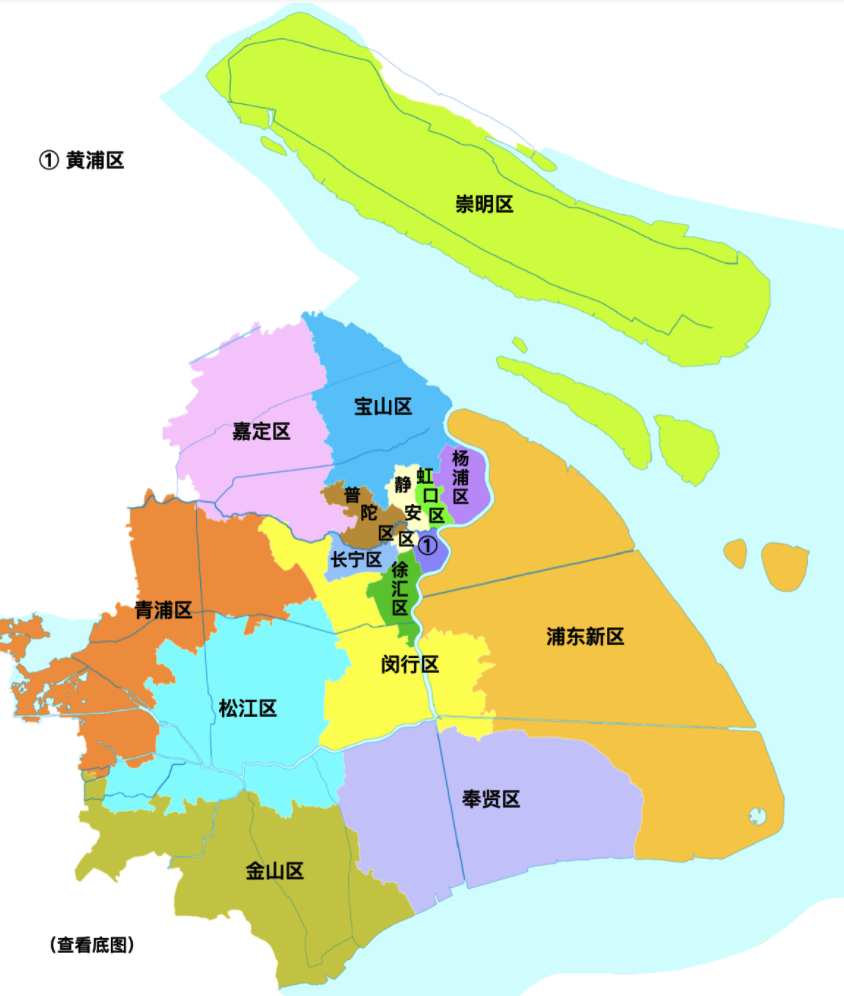 ① 黄浦区
崇明区
宝山区
嘉定区
杨浦区
虹口区
静安区
普陀区
①
长宁区
徐汇区
青浦区
浦东新区
闵行区
松江区
奉贤区
金山区
(查看底图)